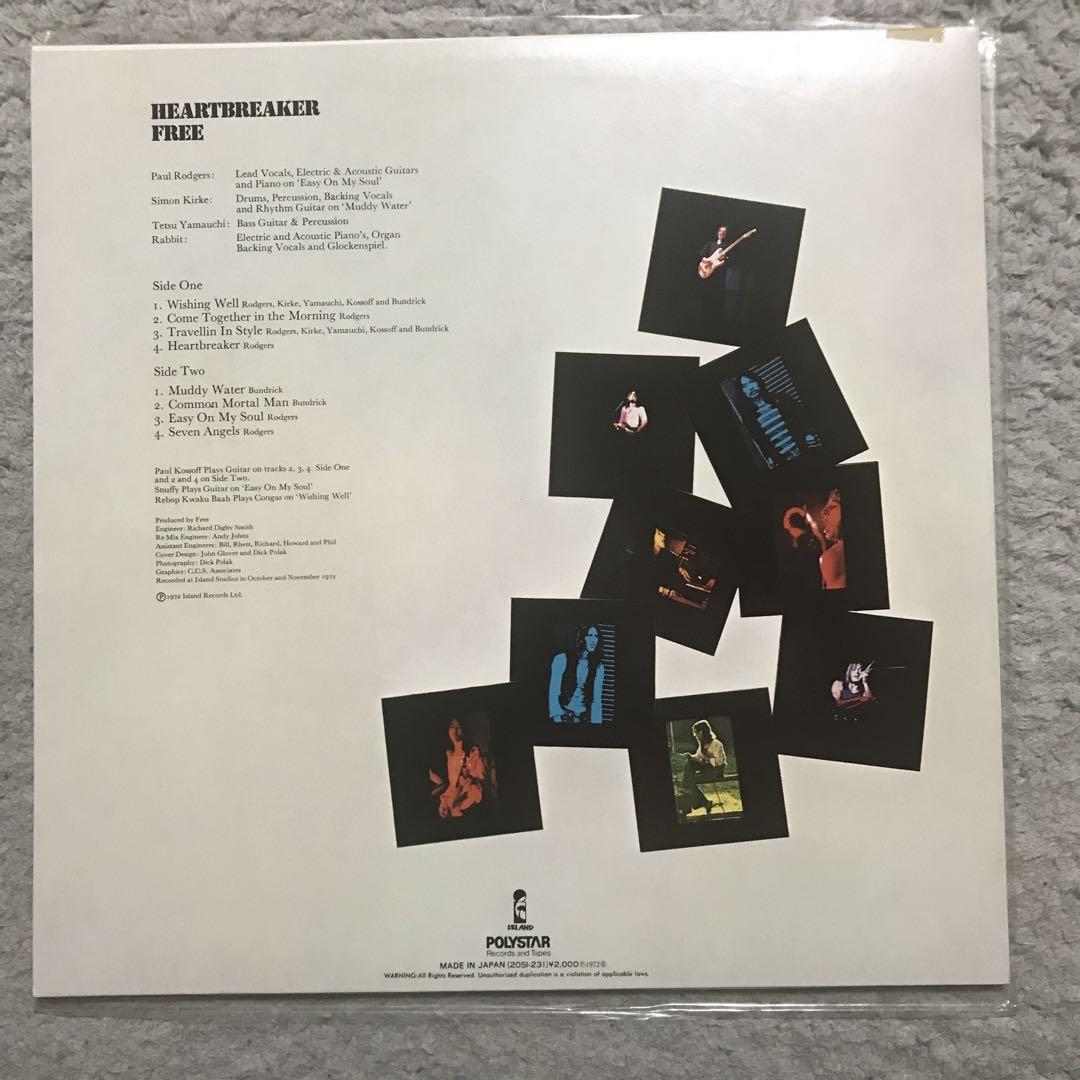 HEARTBREAKER
FREE
Paul Rodgers: Lead Vocals, Electric & Acoustic Guitars
and Piano on 'Easy On My Soul'
Simon Kirke: Drums, Percussion, Backing Vocals
and Rhythm Guitar on 'Muddy Water'
Tetsu Yamauchi: Bass Guitar & Percussion
Rabbit: Electric and Acoustic Piano's, Organ
Backing Vocals and Glockenspiel.
Side One
1. Wishing Well Rodgers, Kirke, Yamauchi, Kossoff and Bundrick
2. Come Together in the Morning Rodgers
3. Travellin In Style Rodgers, Kirke, Yamauchi, Kossoff and Bundrick
4. Heartbreaker Rodgers
Side Two
1. Muddy Water Bundrick
2. Common Mortal Man Bundrick
3. Easy On My Soul Rodgers
4. Seven Angels Rodgers
Paul Kossoff Plays Guitar on tracks 2, 3, 4. Side One
and 2 and 4 on Side Two.
Snuffy Plays Guitar on 'Easy On My Soul'
Rebop Kwaku Baah Plays Congas on 'Wishing Well'
Produced by Free
Engineer: Richard Digby Smith
Re Mix Engineer: Andy Johns
Assistant Engineers: Bill, Rhett, Richard, Howard and Phil
Cover Design: John Glover and Dick Polak
Photography: Dick Polak
Graphics: C.C.S. Associates
Recorded at Island Studios in October and November 1972
Ⓟ1972 Island Records Ltd.
ISLAND
POLYSTAR
Records and Tapes
MADE IN JAPAN (20SI-231)¥2,000 Ⓟ1972Ⓡ
WARNING: All Rights Reserved. Unauthorized duplication is a violation of applicable laws.